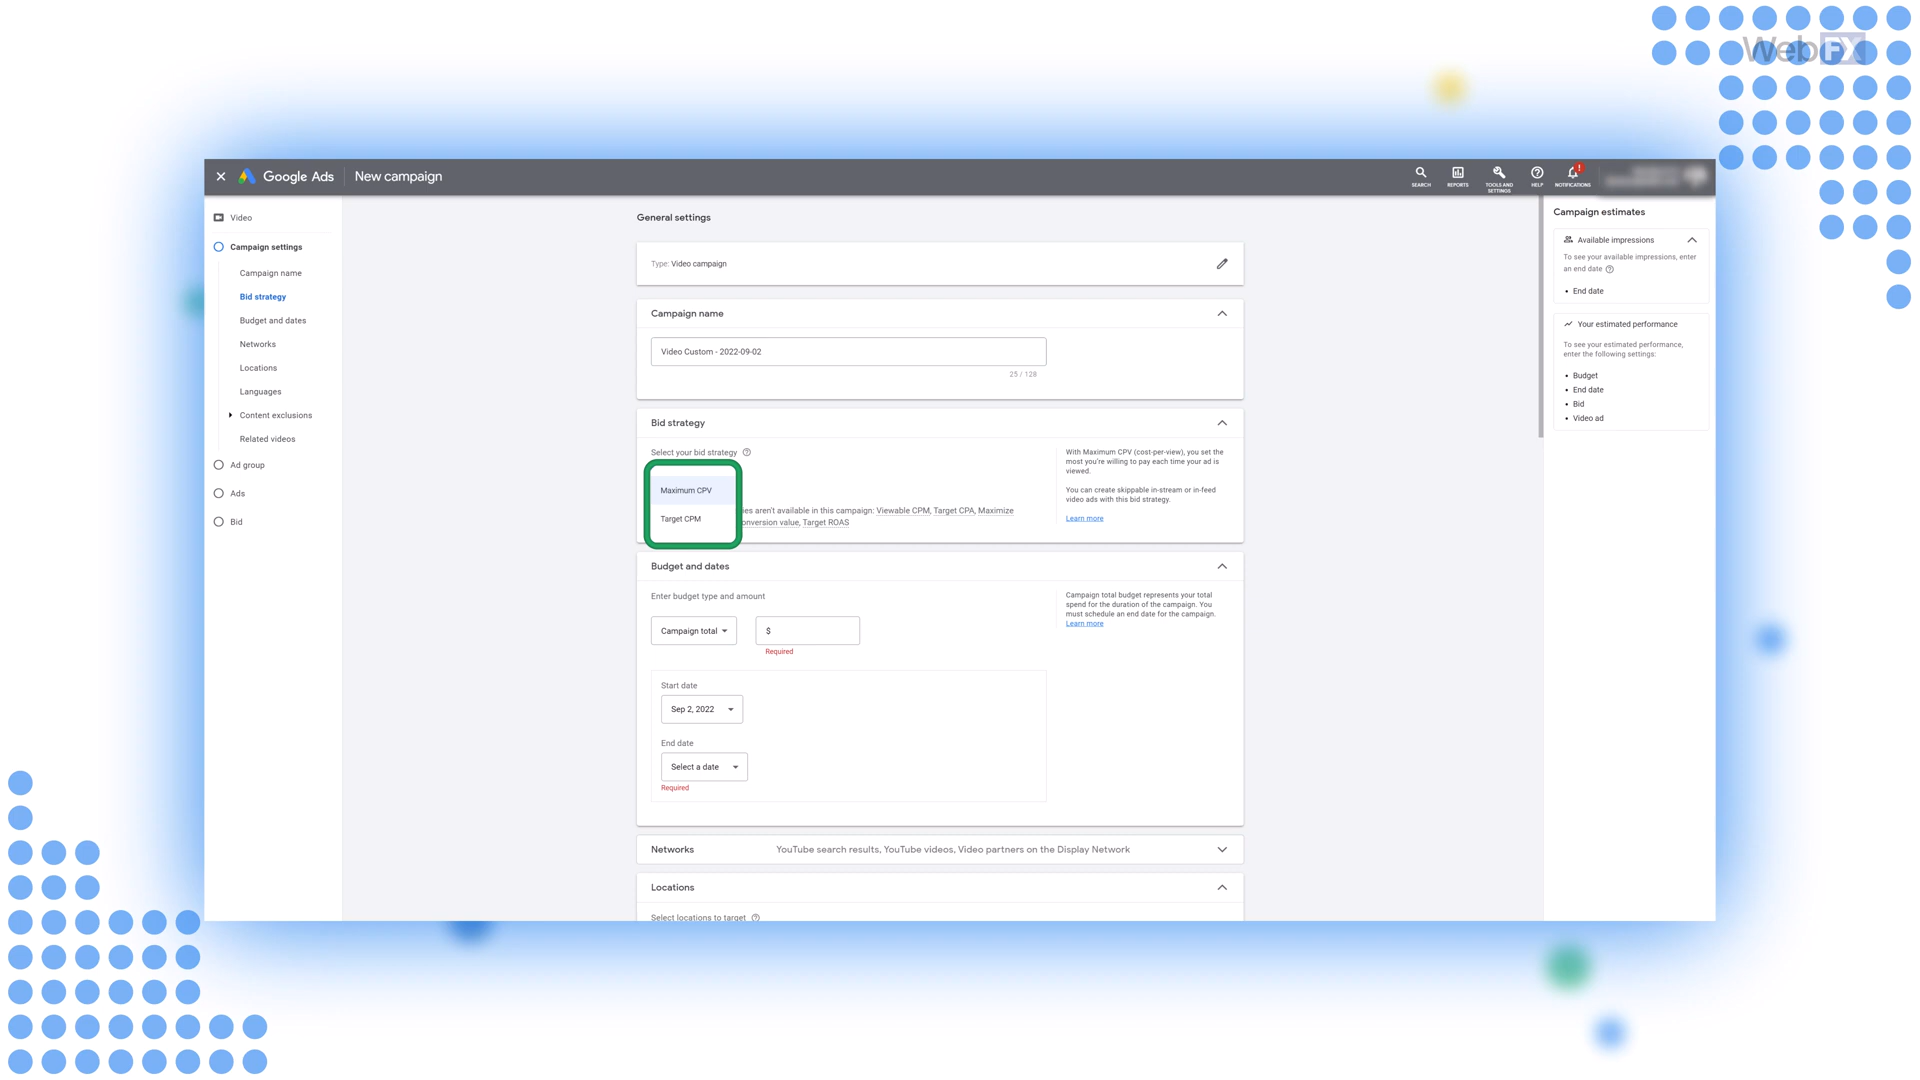 WebFX
Google Ads
New campaign
SEARCH
REPORTS
TOOLS AND
SETTINGS
HELP
!
NOTIFICATIONS
Video
Campaign settings
Campaign name
Bid strategy
Budget and dates
Networks
Locations
Languages
Content exclusions
Related videos
Ad group
Ads
Bid
General settings
Type: Video campaign
Campaign name
Video Custom - 2022-09-02
25 / 128
Bid strategy
Select your bid strategy
Maximum CPV
Target CPM
ies aren't available in this campaign: Viewable CPM, Target CPA, Maximize
onversion value, Target ROAS
With Maximum CPV (cost-per-view), you set the
most you're willing to pay each time your ad is
viewed.
You can create skippable in-stream or in-feed
video ads with this bid strategy.
Learn more
Budget and dates
Enter budget type and amount
Campaign total
$
Required
Campaign total budget represents your total
spend for the duration of the campaign. You
must schedule an end date for the campaign.
Learn more
Start date
Sep 2, 2022
End date
Select a date
Required
Networks
YouTube search results, YouTube videos, Video partners on the Display Network
Locations
Select locations to target
Campaign estimates
Available impressions
To see your available impressions, enter
an end date
• End date
Your estimated performance
To see your estimated performance,
enter the following settings:
• Budget
• End date
• Bid
• Video ad